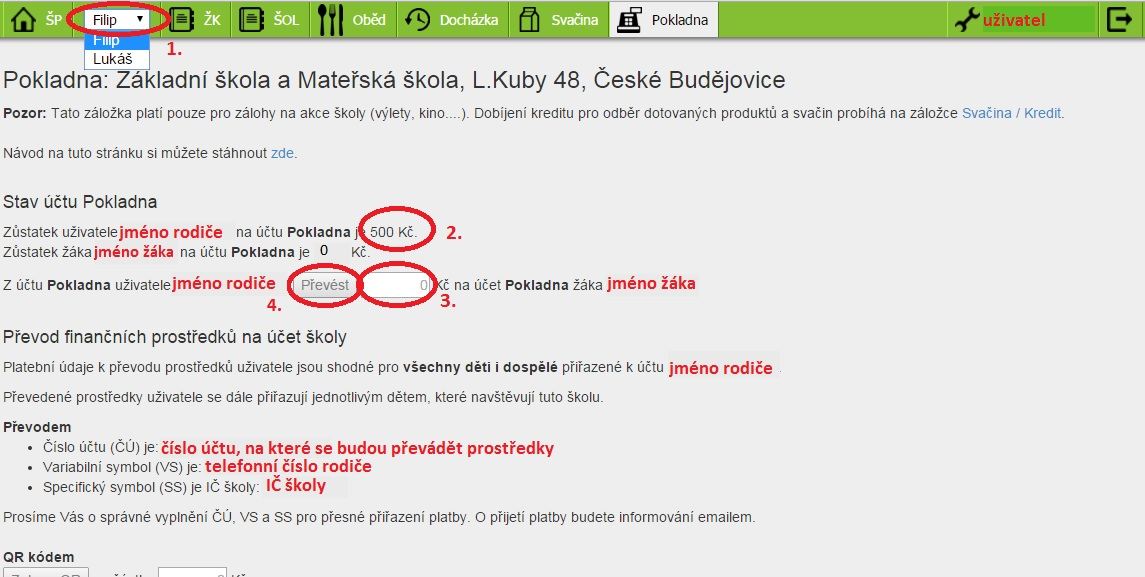 ŠP Filip ŽK ŠOL Oběd Docházka Svačina Pokladna uživatel
Filip 1.
Lukáš
Pokladna: Základní škola a Mateřská škola, L.Kuby 48, České Budějovice
Pozor: Tato záložka platí pouze pro zálohy na akce školy (výlety, kino....). Dobíjení kreditu pro odběr dotovaných produktů a svačin probíhá na záložce Svačina / Kredit.
Návod na tuto stránku si můžete stáhnout zde.
Stav účtu Pokladna
Zůstatek uživatele jméno rodiče na účtu Pokladna je 500 Kč. 2.
Zůstatek žáka jméno žáka na účtu Pokladna je 0 Kč.
Z účtu Pokladna uživatele jméno rodiče Převést 0 Kč na účet Pokladna žáka jméno žáka
4. 3.
Převod finančních prostředků na účet školy
Platební údaje k převodu prostředků uživatele jsou shodné pro všechny děti i dospělé přiřazené k účtu jméno rodiče .
Převedené prostředky uživatele se dále přiřazují jednotlivým dětem, které navštěvují tuto školu.
Převodem
• Číslo účtu (ČÚ) je: číslo účtu, na které se budou převádět prostředky
• Variabilní symbol (VS) je: telefonní číslo rodiče
• Specifický symbol (SS) je IČ školy: IČ školy
Prosíme Vás o správné vyplnění ČÚ, VS a SS pro přesné přiřazení platby. O přijetí platby budete informování emailem.
QR kódem